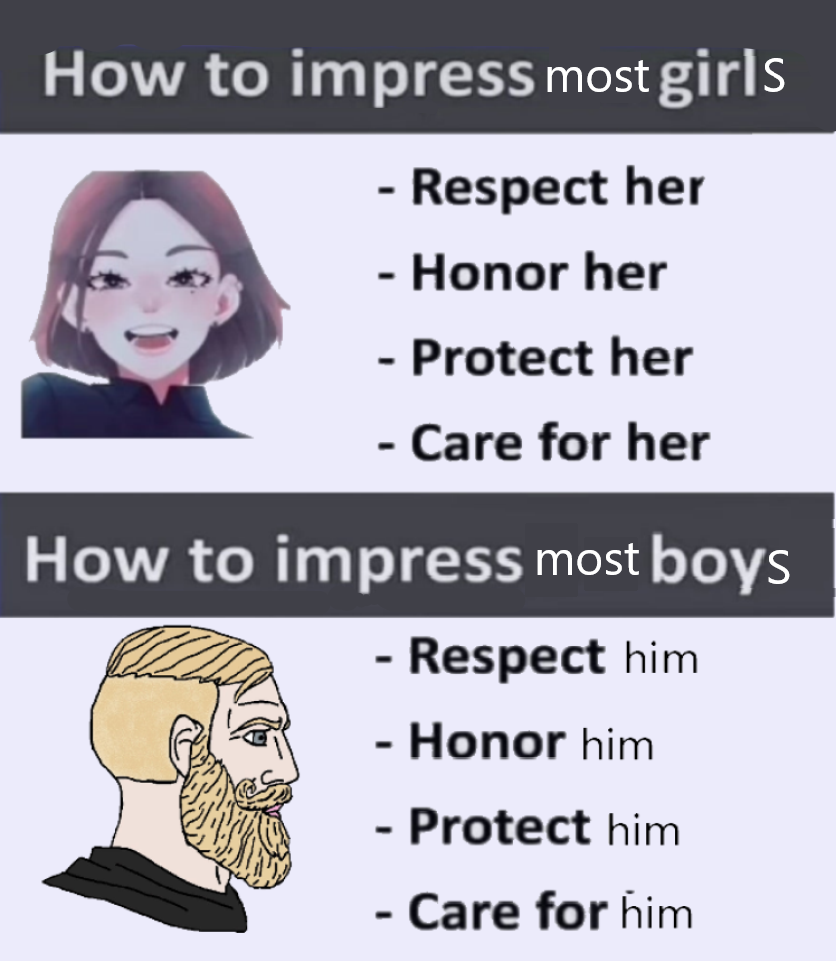 How to impress most girls
- Respect her
- Honor her
- Protect her
- Care for her
How to impress most boys
- Respect him
- Honor him
- Protect him
- Care for him